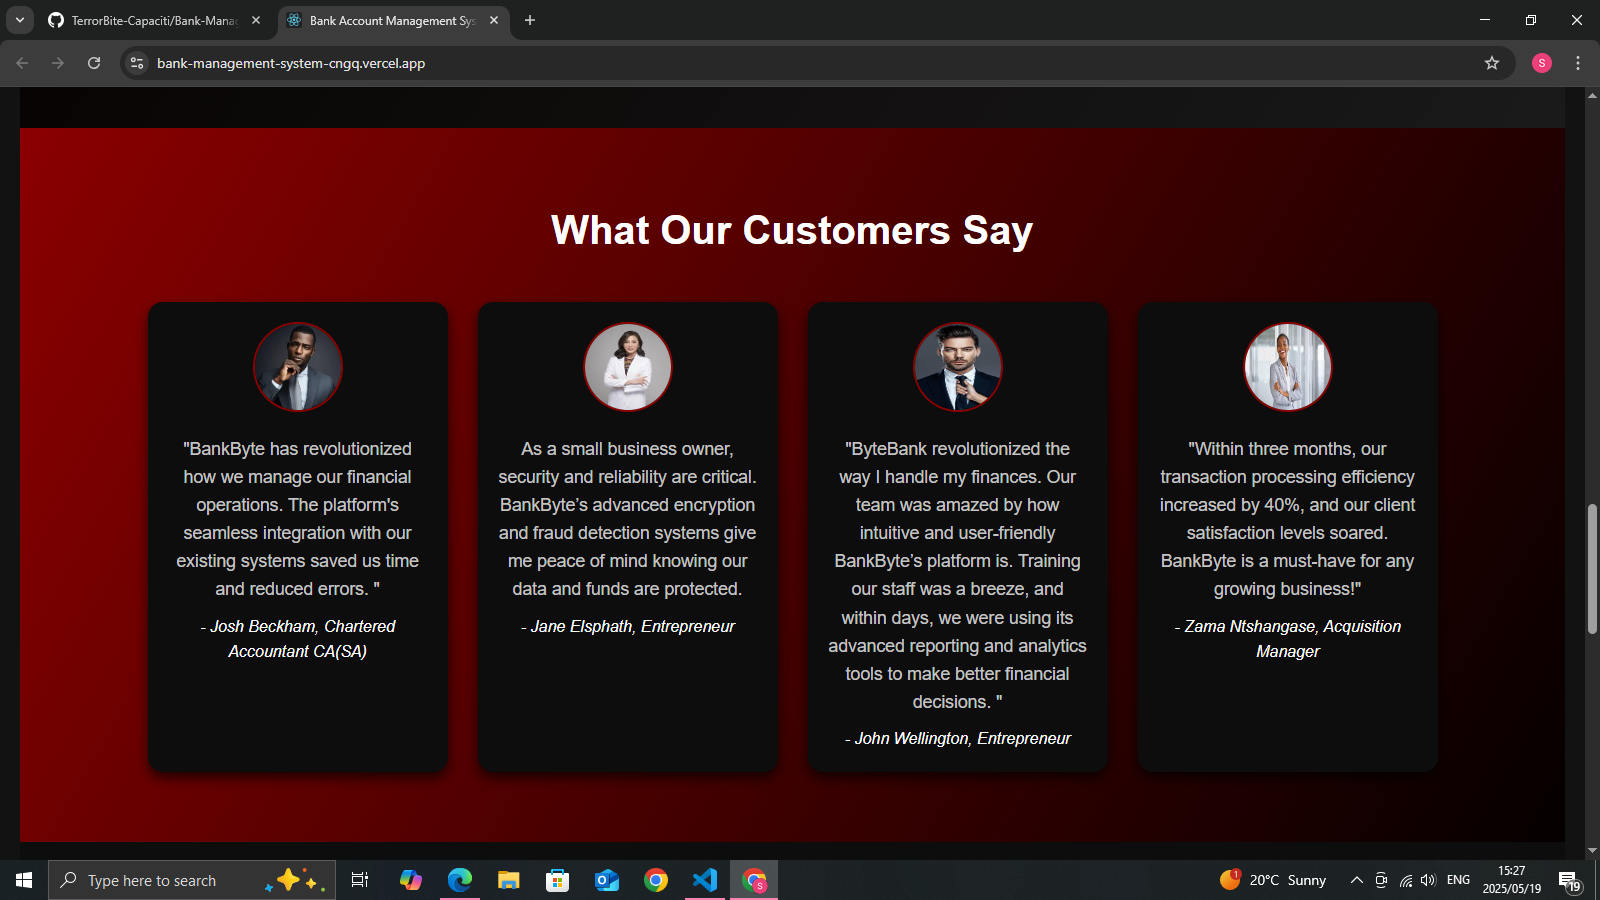 TerrorBite-Capaciti/Bank-Manag
Bank Account Management Sys
bank-management-system-cngq.vercel.app
S
What Our Customers Say
"BankByte has revolutionized
how we manage our financial
operations. The platform's
seamless integration with our
existing systems saved us time
and reduced errors. "
- Josh Beckham, Chartered
Accountant CA(SA)
As a small business owner,
security and reliability are critical.
BankByte’s advanced encryption
and fraud detection systems give
me peace of mind knowing our
data and funds are protected.
- Jane Elsphath, Entrepreneur
"ByteBank revolutionized the
way I handle my finances. Our
team was amazed by how
intuitive and user-friendly
BankByte’s platform is. Training
our staff was a breeze, and
within days, we were using its
advanced reporting and analytics
tools to make better financial
decisions. "
- John Wellington, Entrepreneur
"Within three months, our
transaction processing efficiency
increased by 40%, and our client
satisfaction levels soared.
BankByte is a must-have for any
growing business!"
- Zama Ntshangase, Acquisition
Manager
Type here to search
S
1
20°C Sunny
ENG
15:27
2025/05/19
19